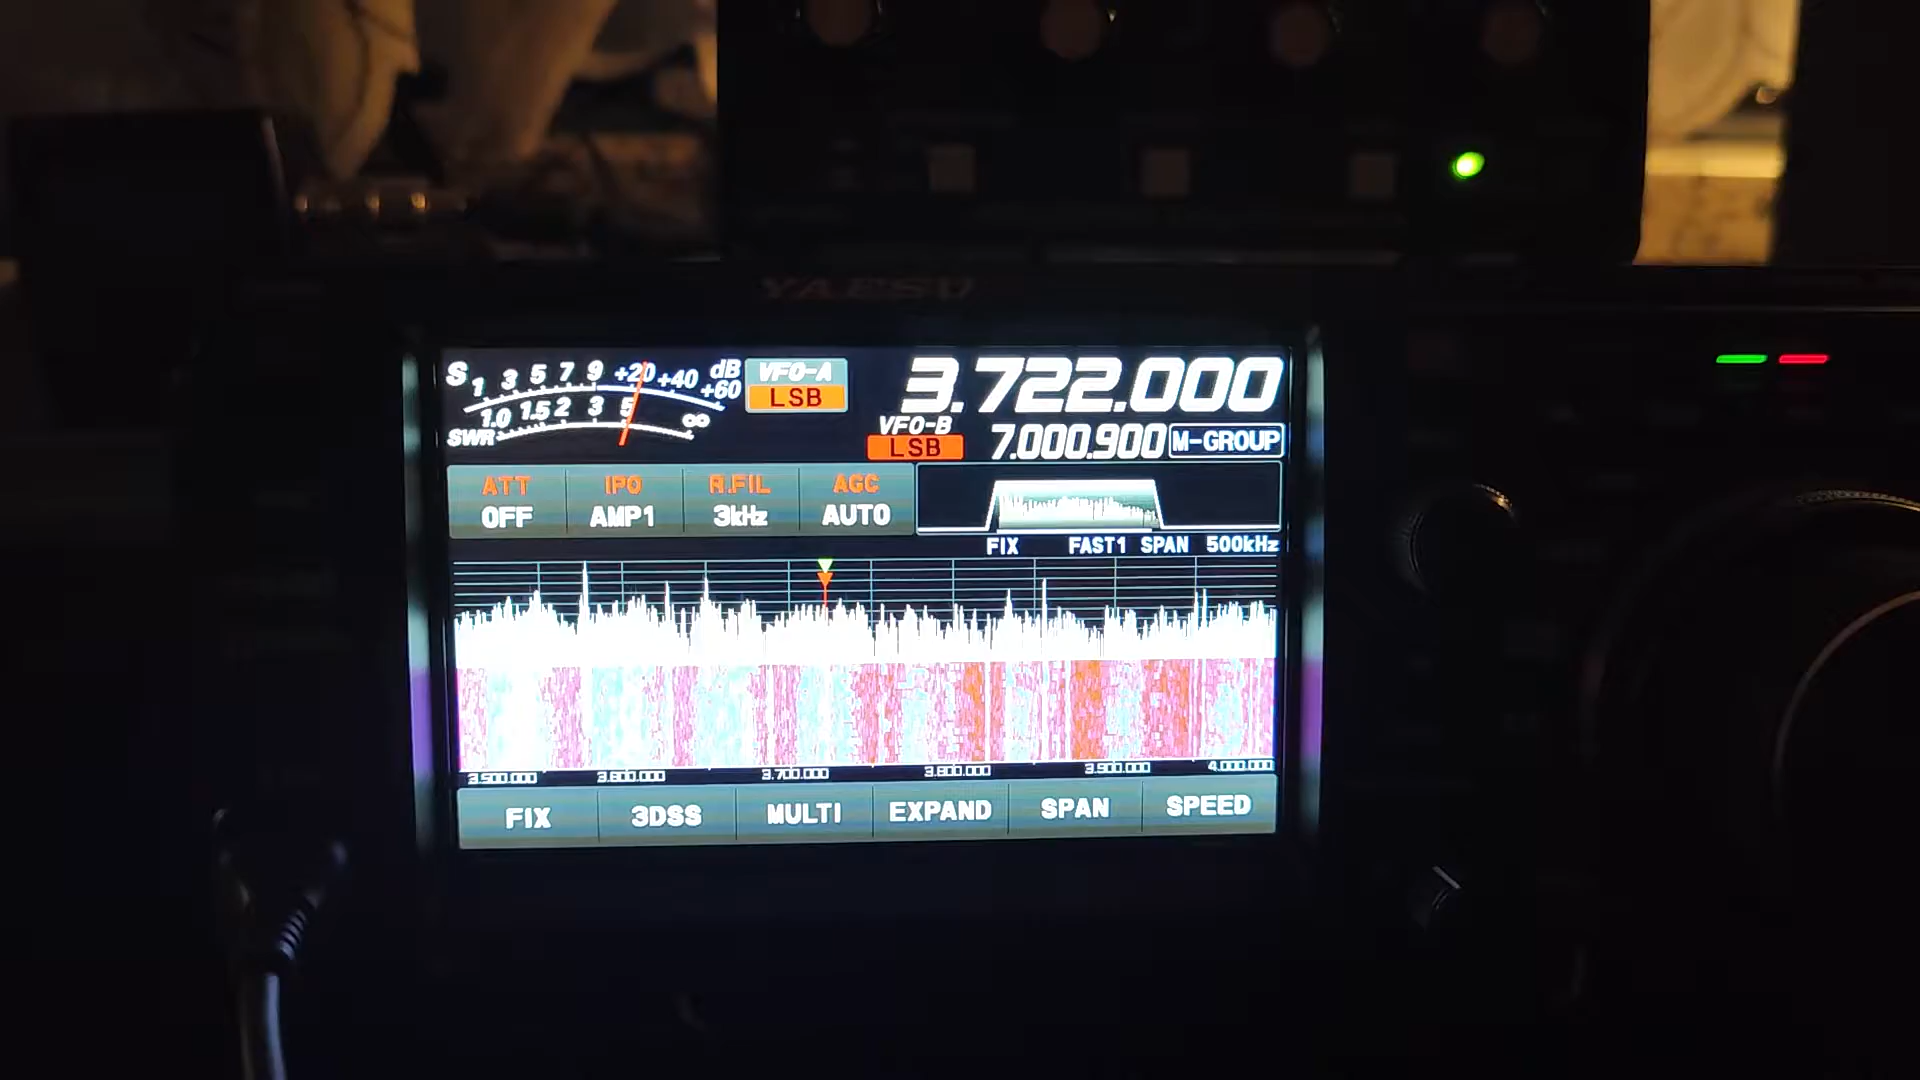 YAESU
S 1 3 5 7 9 +20 +40 +60 dB
SWR 1.0 1.5 2 3 5 ∞
VFO-A
LSB
3.722.000
VFO-B
LSB
7.000.900
M-GROUP
ATT IPO R.FIL AGC
OFF AMP1 3kHz AUTO
FIX FAST1 SPAN 500kHz
3.500.000 3.600.000 3.700.000 3.800.000 3.900.000 4.000.000
FIX 3DSS MULTI EXPAND SPAN SPEED